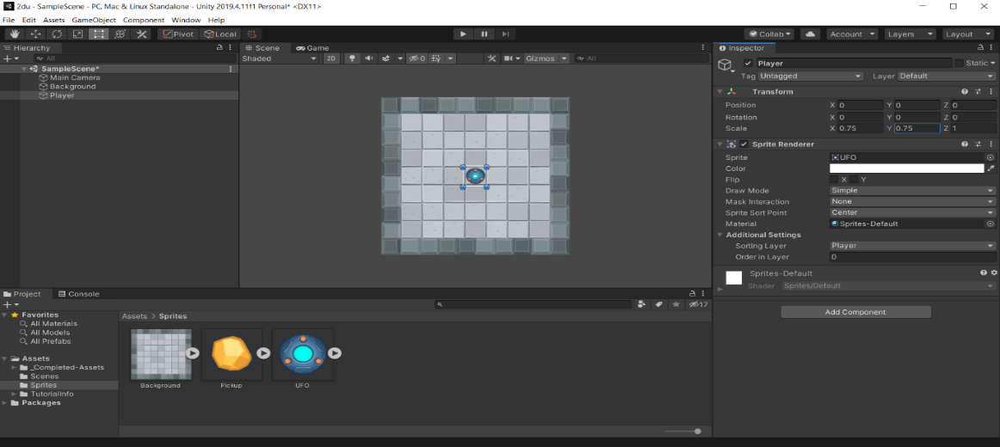 2du - SampleScene - PC, Mac & Linux Standalone - Unity 2019.4.11f1 Personal* <DX11>
File Edit Assets GameObject Component Window Help
Pivot Local Collab Account Layers Layout
Hierarchy
All
SampleScene*
Main Camera
Background
Player
Scene Game
Shaded 2D 0 Gizmos All
Inspector
Player Static
Tag Untagged Layer Default
Transform
Position X 0 Y 0 Z 0
Rotation X 0 Y 0 Z 0
Scale X 0.75 Y 0.75 Z 1
Sprite Renderer
Sprite UFO
Color
Flip X Y
Draw Mode Simple
Mask Interaction None
Sprite Sort Point Center
Material Sprites-Default
Additional Settings
Sorting Layer Player
Order in Layer 0
Sprites-Default
Shader Sprites/Default
Add Component
Project Console
17
Favorites
All Materials
All Models
All Prefabs
Assets
_Completed-Assets
Scenes
Sprites
TutorialInfo
Packages
Assets > Sprites
Background Pickup UFO